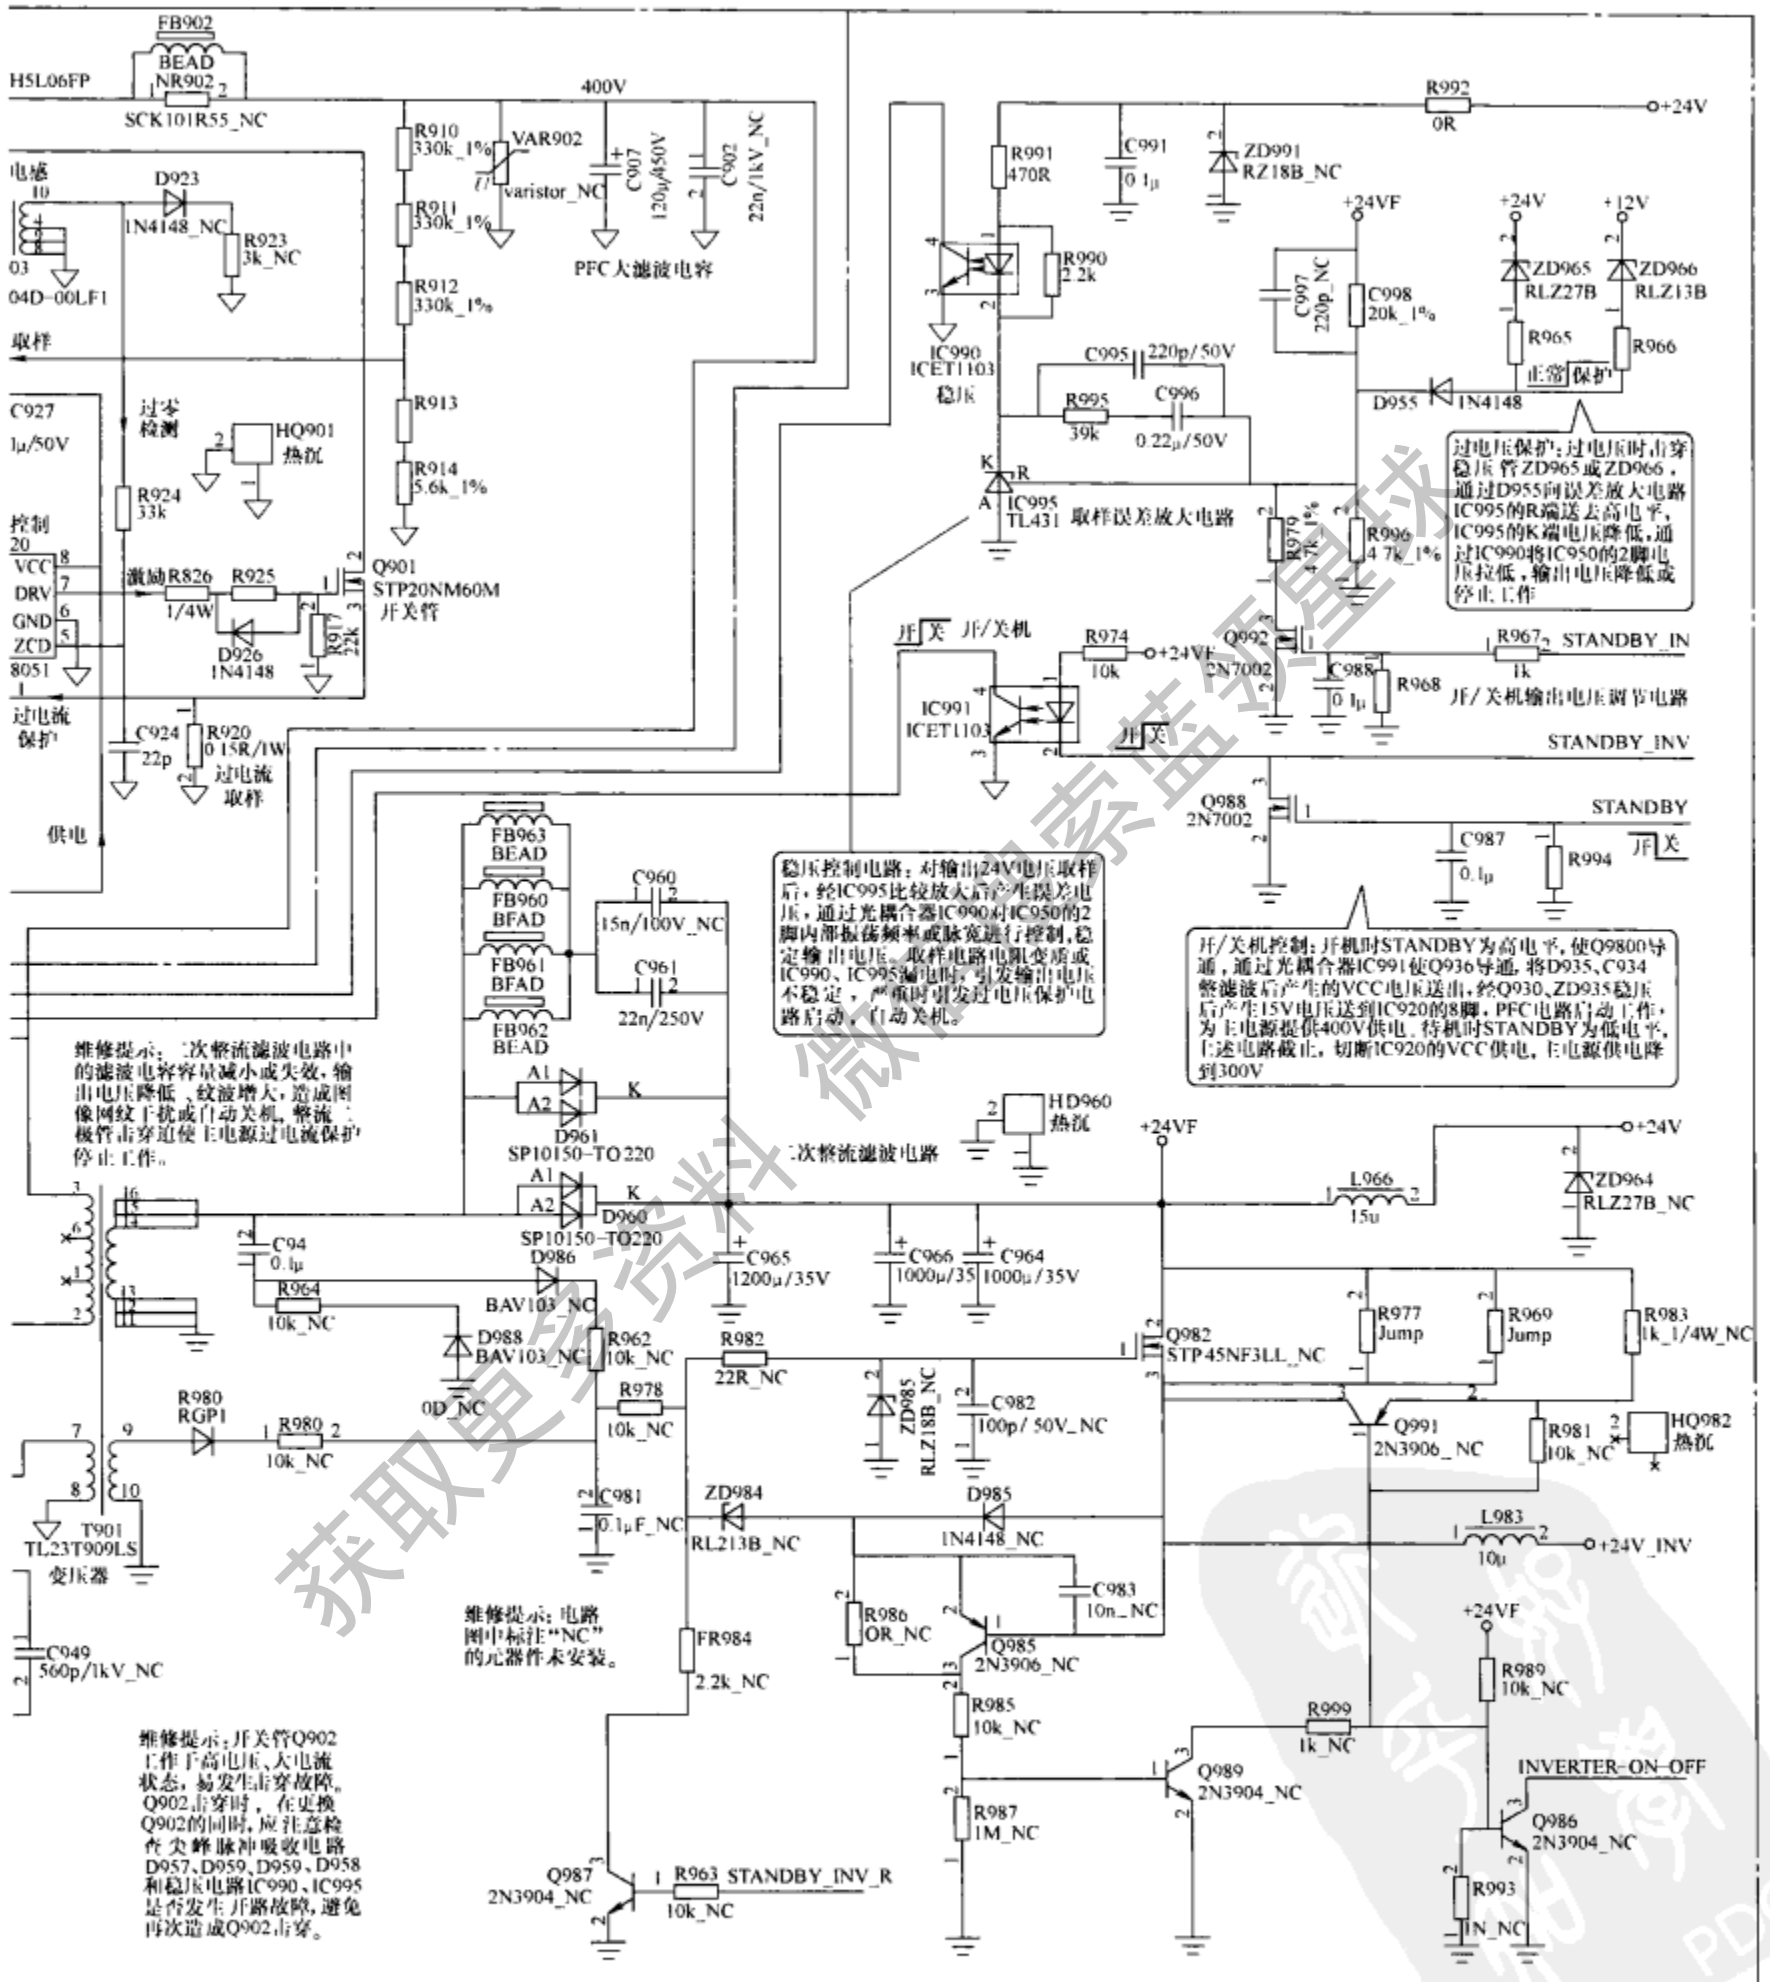 FB902
BEAD
H5L06FP
1 NR902 2
SCK101R55_NC
400V
R910
330k_1%
VAR902
varistor_NC
C907
120μ/450V
C902
22n/1kV_NC
R911
330k_1%
R912
330k_1%
PFC大滤波电容
电感
10
D923
1N4148_NC
R923
3k_NC
03
04D-00LF1
取样
C927
1μ/50V
过零
检测
HQ901
热沉
R913
R914
5.6k_1%
R924
33k
控制
20
VCC 8
DRV 7
GND 6
ZCD 5
8051
激励 R826
1/4W
R925
D926
1N4148
R917
22k
Q901
STP20NM60M
开关管
过电流
保护
C924
22p
R920
0.15R/1W
过电流
取样
供电
R992
0R
+24V
R991
470R
C991
0.1μ
ZD991
RZ18B_NC
R990
2.2k
IC990
ICET1103
稳压
+24VF
C997
220p_NC
C998
20k_1%
+24V
+12V
ZD965
RLZ27B
ZD966
RLZ13B
R965
R966
正常 保护
D955
1N4148
C995
220p/50V
R995
39k
C996
0.22μ/50V
K
R
A
IC995
TL431
取样误差放大电路
R979
4.7k_1%
R996
4.7k_1%
过电压保护:过电压时击穿
稳压管ZD965或ZD966，
通过D955向误差放大电路
IC995的R端送去高电平，
IC995的K端电压降低，通
过IC990将IC950的2脚电
压拉低，输出电压降低或
停止工作
开 关 开/关机
R974
10k
+24VF
IC991
ICET1103
Q992
2N7002
C988
0.1μ
R968
R967
1k
STANDBY_IN
开/关机输出电压调节电路
开 关
STANDBY_INV
Q988
2N7002
STANDBY
开 关
C987
0.1μ
R994
FB963
BEAD
FB960
BFAD
FB961
BFAD
FB962
BEAD
C960
15n/100V_NC
C961
22n/250V
稳压控制电路：对输出24V电压取样
后，经IC995比较放大后产生误差电
压，通过光耦合器IC990对IC950的2
脚内部振荡频率或脉宽进行控制,稳
定输出电压。取样电路电阻变质或
IC990、IC995漏电时，引发输出电压
不稳定，严重时引发过电压保护电
路启动，自动关机。
开/关机控制：开机时STANDBY为高电平，使Q9800导
通，通过光耦合器IC991使Q936导通，将D935、C934
整滤波后产生的VCC电压送出，经Q930、ZD935稳压
后产生15V电压送到IC920的8脚，PFC电路启动工作，
为主电源提供400V供电。待机时STANDBY为低电平，
上述电路截止，切断IC920的VCC供电，主电源供电降
到300V
维修提示：二次整流滤波电路中
的滤波电容容量减小或失效，输
出电压降低、纹波增大，造成图
像网纹干扰或自动关机，整流二
极管击穿迫使主电源过电流保护
停止工作。
A1
A2
K
D961
SP10150-TO220
A1
A2
K
D960
SP10150-TO220
二次整流滤波电路
HD960
热沉
+24VF
L966
15u
+24V
ZD964
RLZ27B_NC
C94
0.1μ
R964
10k_NC
D986
BAV103_NC
D988
BAV103_NC
0D_NC
R962
10k_NC
R978
10k_NC
C965
1200μ/35V
C966
1000μ/35
C964
1000μ/35V
R982
22R_NC
ZD985
RLZ18B_NC
C982
100p/ 50V_NC
Q982
STP45NF3LL_NC
R977
Jump
R969
Jump
R983
1k_1/4W_NC
Q991
2N3906_NC
R981
10k_NC
HQ982
热沉
R980
RGP1
R980
10k_NC
T901
TL23T909LS
变压器
C981
0.1μF_NC
ZD984
RL213B_NC
D985
1N4148_NC
L983
10μ
+24V_INV
C983
10n_NC
R986
OR_NC
Q985
2N3906_NC
维修提示：电路
图中标注“NC”
的元器件未安装。
FR984
2.2k_NC
C949
560p/1kV_NC
R985
10k_NC
R987
1M_NC
+24VF
R989
10k_NC
R999
1k_NC
Q989
2N3904_NC
INVERTER-ON-OFF
Q986
2N3904_NC
R993
1N_NC
Q987
2N3904_NC
R963
10k_NC
STANDBY_INV_R
维修提示：开关管Q902
工作于高电压、大电流
状态，易发生击穿故障。
Q902击穿时，在更换
Q902的同时，应注意检
查尖峰脉冲吸收电路
D957、D959、D959、D958
和稳压电路IC990、IC995
是否发生开路故障，避免
再次造成Q902击穿。
获取更多资料 微信搜索蓝领星球